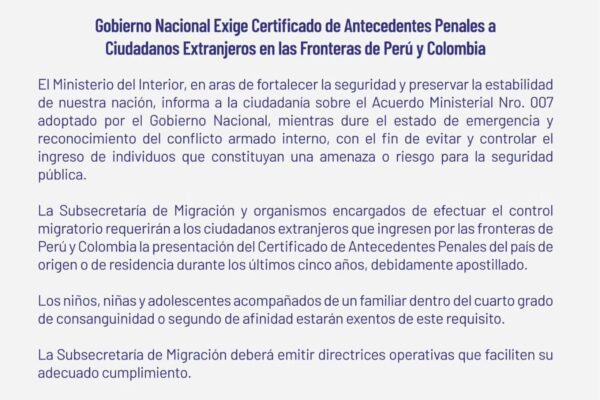 Gobierno Nacional Exige Certificado de Antecedentes Penales a
Ciudadanos Extranjeros en las Fronteras de Perú y Colombia
El Ministerio del Interior, en aras de fortalecer la seguridad y preservar la estabilidad
de nuestra nación, informa a la ciudadanía sobre el Acuerdo Ministerial Nro. 007
adoptado por el Gobierno Nacional, mientras dure el estado de emergencia y
reconocimiento del conflicto armado interno, con el fin de evitar y controlar el
ingreso de individuos que constituyan una amenaza o riesgo para la seguridad
pública.
La Subsecretaría de Migración y organismos encargados de efectuar el control
migratorio requerirán a los ciudadanos extranjeros que ingresen por las fronteras de
Perú y Colombia la presentación del Certificado de Antecedentes Penales del país de
origen o de residencia durante los últimos cinco años, debidamente apostillado.
Los niños, niñas y adolescentes acompañados de un familiar dentro del cuarto grado
de consanguinidad o segundo de afinidad estarán exentos de este requisito.
La Subsecretaría de Migración deberá emitir directrices operativas que faciliten su
adecuado cumplimiento.